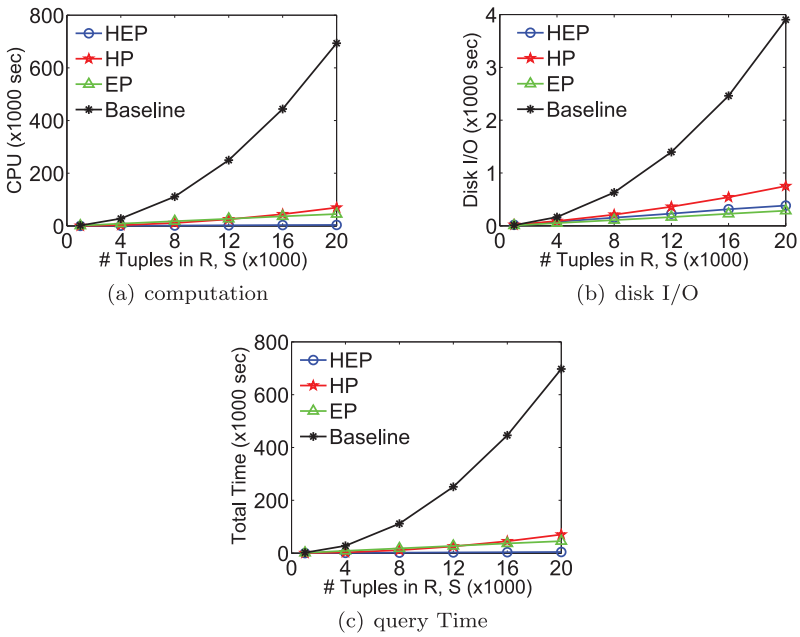 800
600
400
200
0
CPU (x1000 sec)
HEP
HP
EP
Baseline
0 4 8 12 16 20
# Tuples in R, S (x1000)
(a) computation
4
3
2
1
0
Disk I/O (x1000 sec)
HEP
HP
EP
Baseline
0 4 8 12 16 20
# Tuples in R, S (x1000)
(b) disk I/O
800
600
400
200
0
Total Time (x1000 sec)
HEP
HP
EP
Baseline
0 4 8 12 16 20
# Tuples in R, S (x1000)
(c) query Time